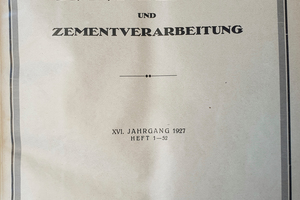 UND
ZEMENTVERARBEITUNG
XVI. JAHRGANG 1927
HEFT 1—52